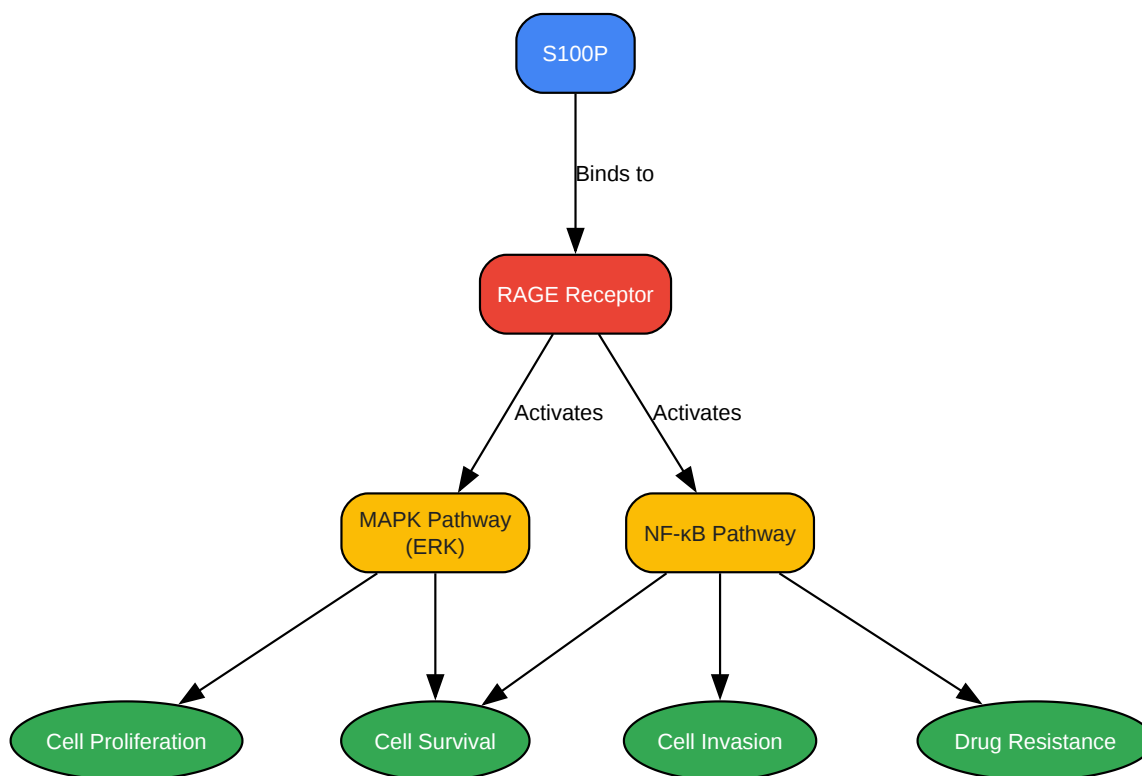 S100P
Binds to
RAGE Receptor
Activates
Activates
MAPK Pathway
(ERK)
NF-κB Pathway
Cell Proliferation
Cell Survival
Cell Invasion
Drug Resistance